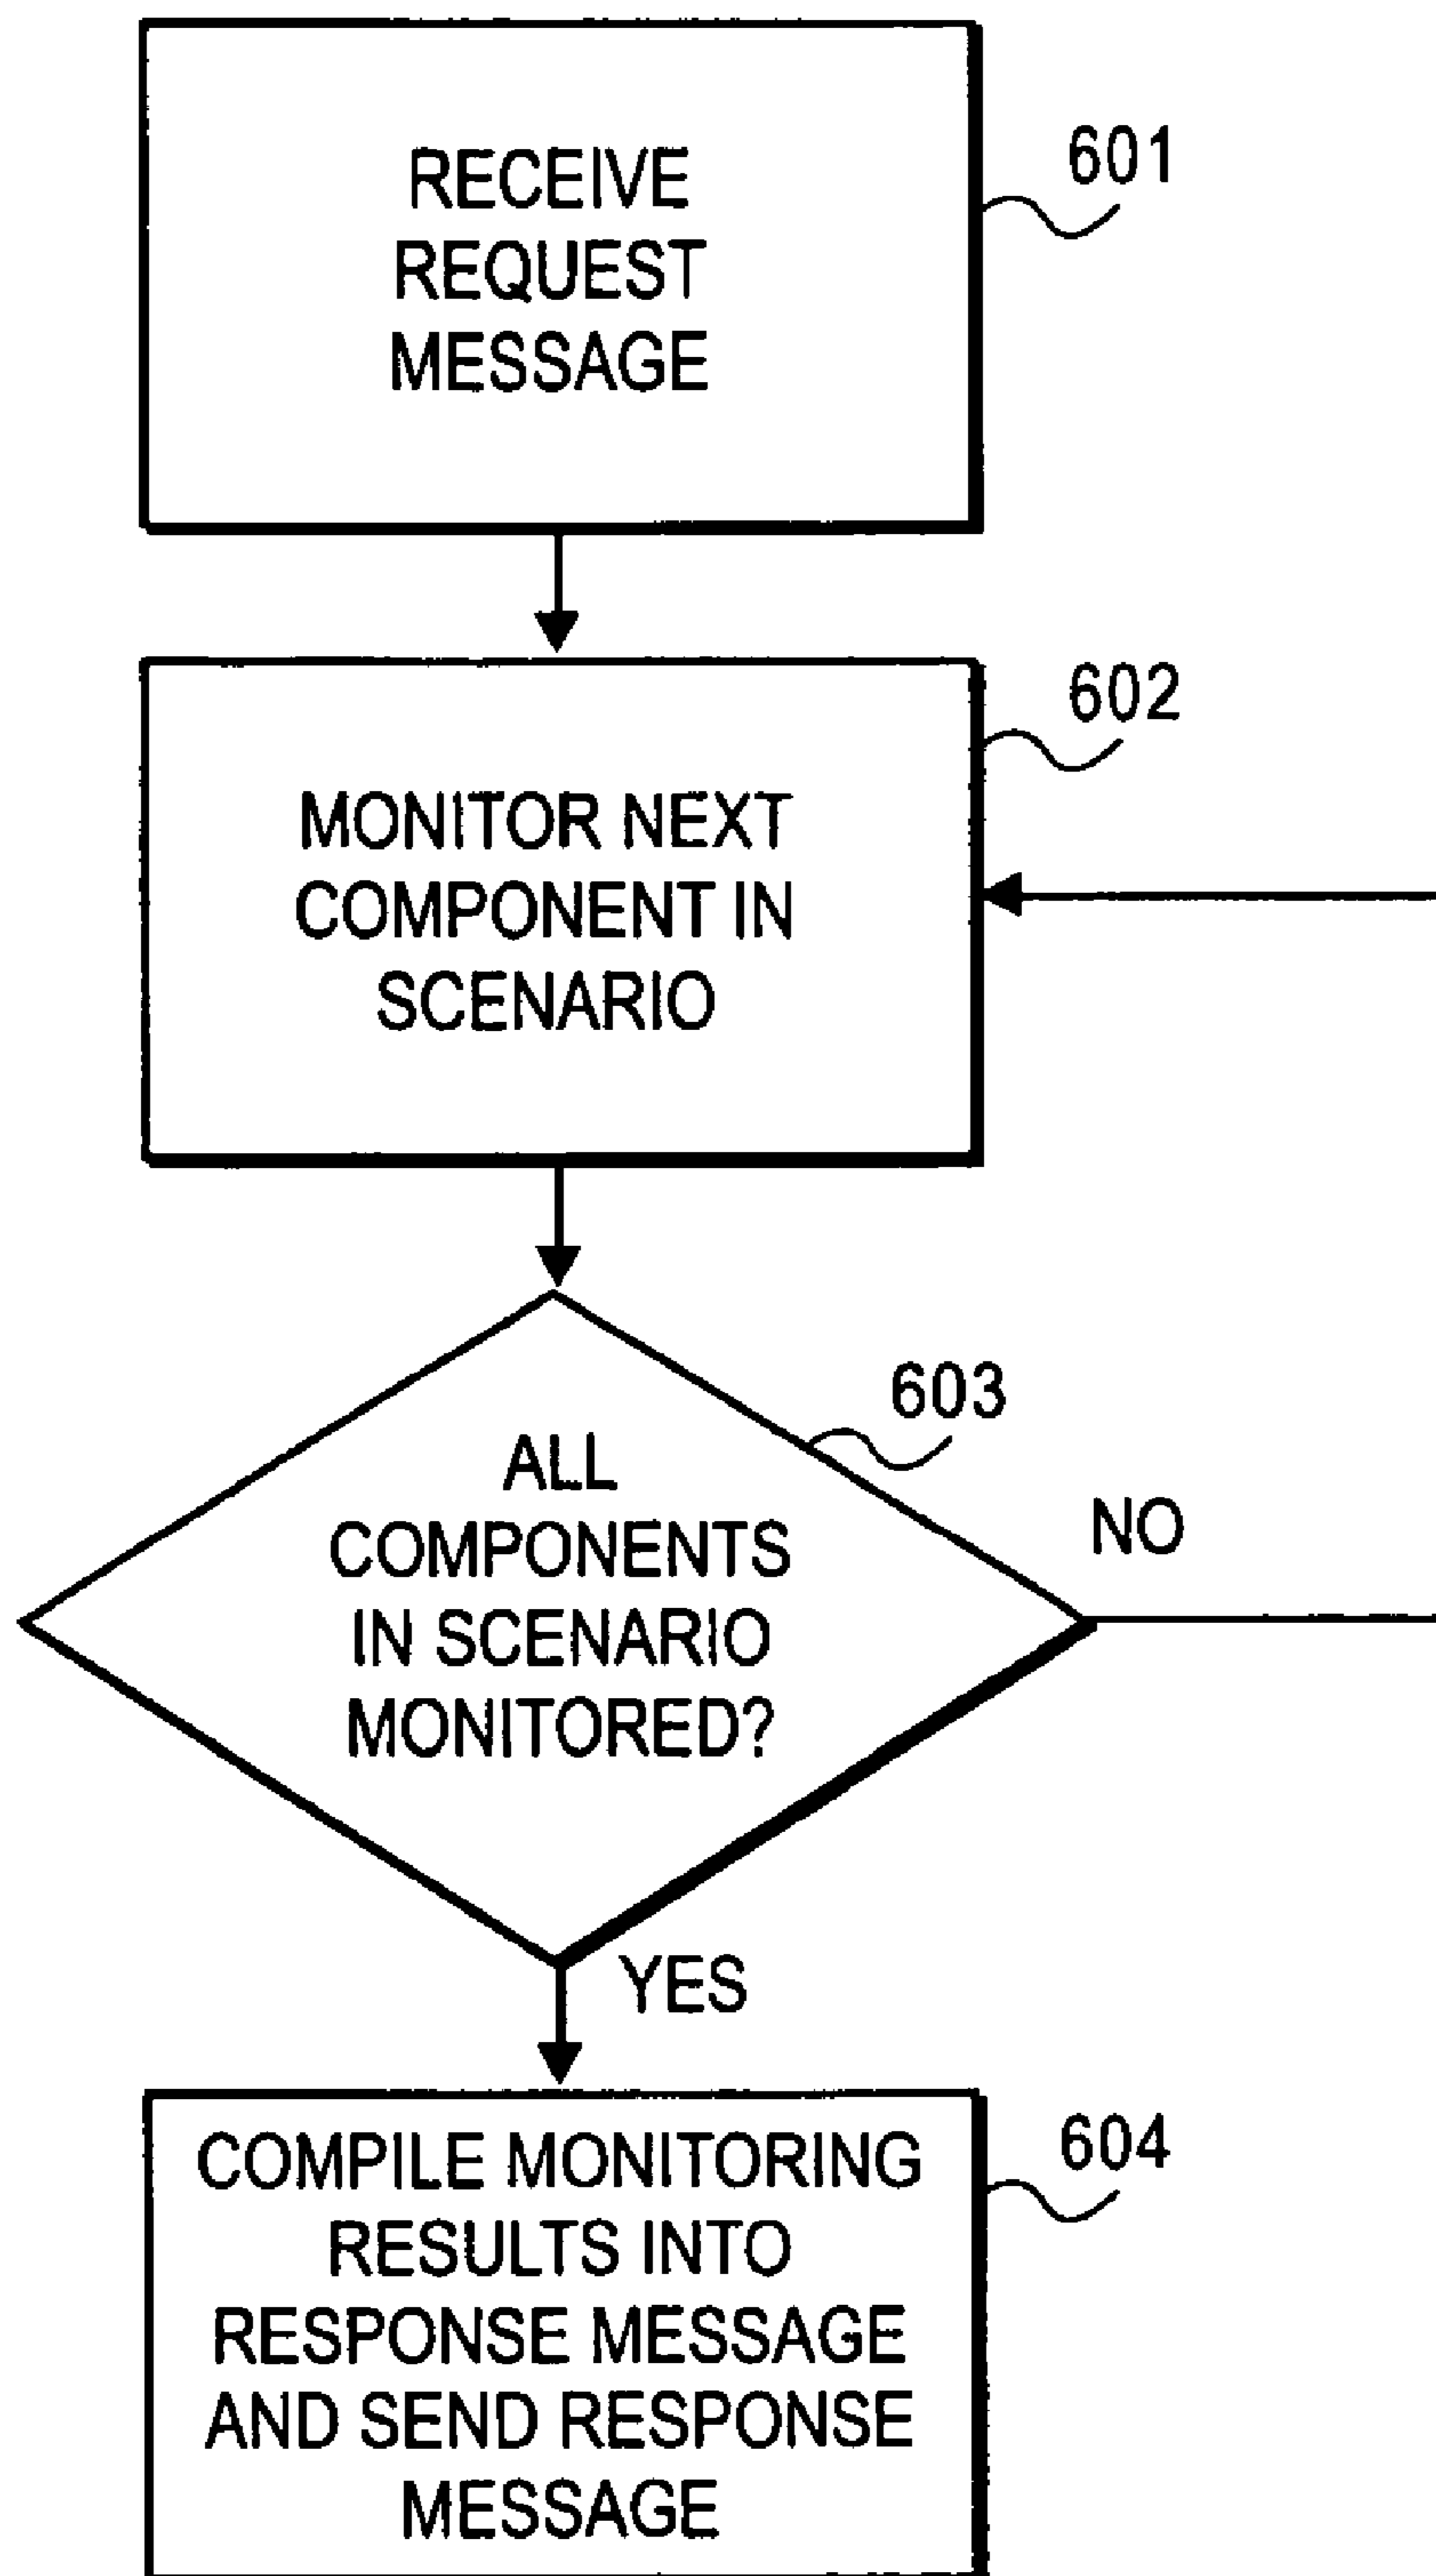 RECEIVE
REQUEST
MESSAGE
601
602
MONITOR NEXT
COMPONENT IN
SCENARIO
603
ALL
COMPONENTS
IN SCENARIO
MONITORED?
NO
YES
604
COMPILE MONITORING
RESULTS INTO
RESPONSE MESSAGE
AND SEND RESPONSE
MESSAGE